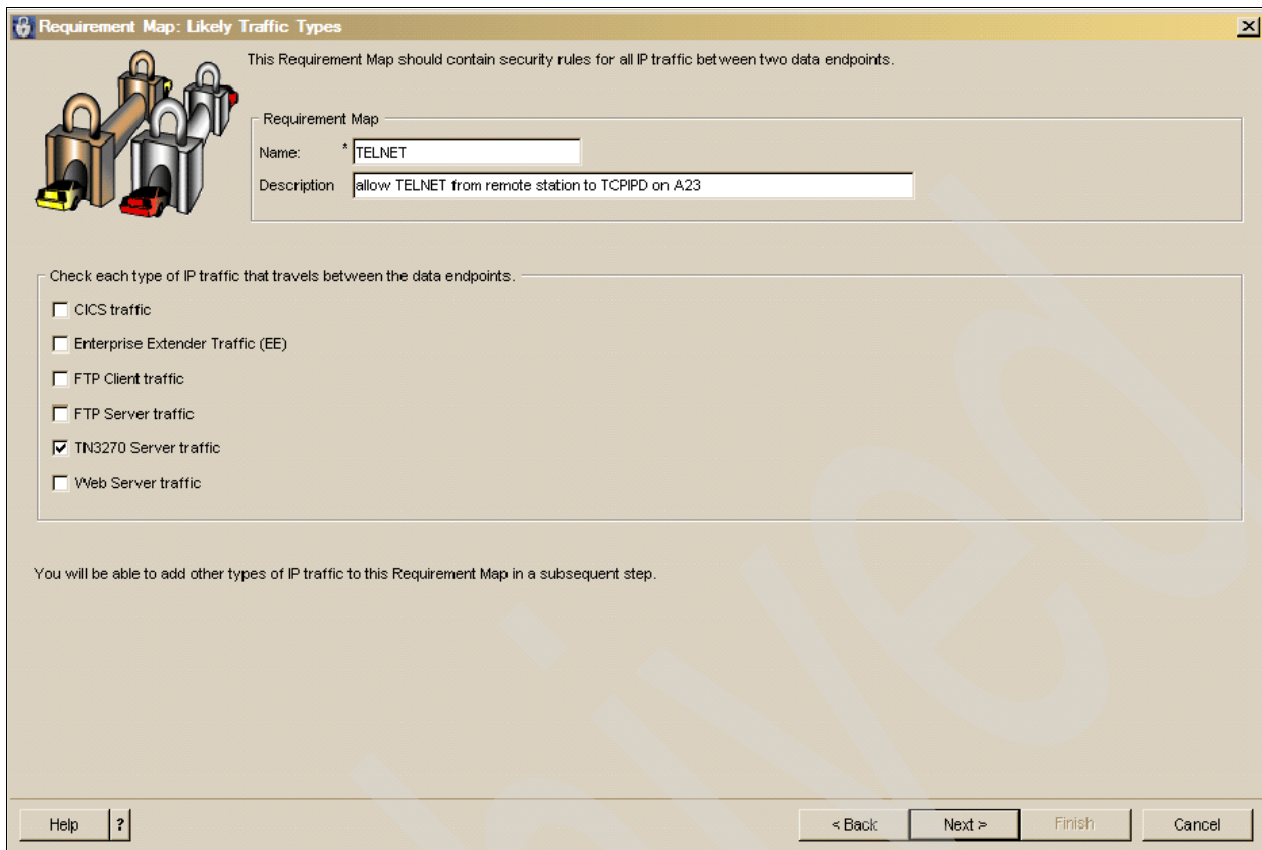 Requirement Map: Likely Traffic Types
This Requirement Map should contain security rules for all IP traffic between two data endpoints.
Requirement Map
Name: * TELNET
Description allow TELNET from remote station to TCPIPD on A23
Check each type of IP traffic that travels between the data endpoints.
CICS traffic
Enterprise Extender Traffic (EE)
FTP Client traffic
FTP Server traffic
TN3270 Server traffic
Web Server traffic
You will be able to add other types of IP traffic to this Requirement Map in a subsequent step.
Help ? < Back Next > Finish Cancel